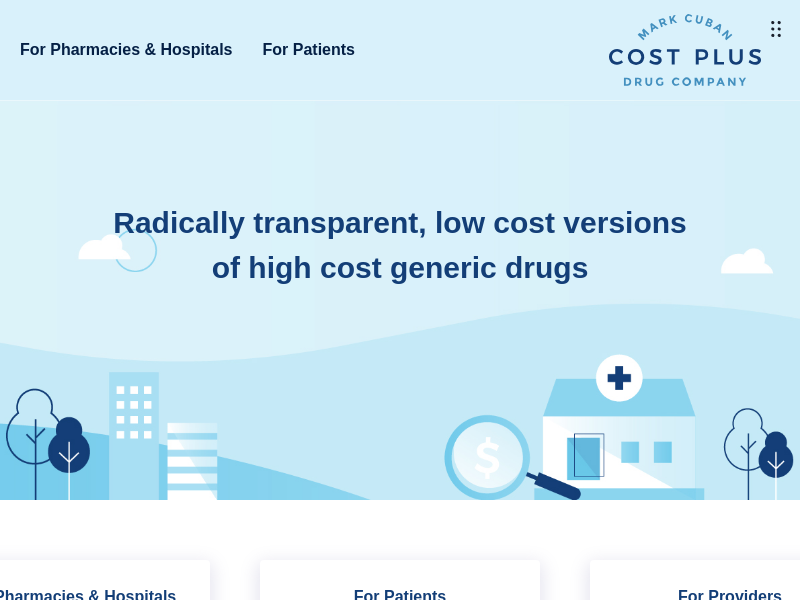 For Pharmacies & Hospitals
For Patients
MARK CUBAN
COST PLUS
DRUG COMPANY
Radically transparent, low cost versions
of high cost generic drugs
$
Pharmacies & Hospitals
For Patients
For Providers